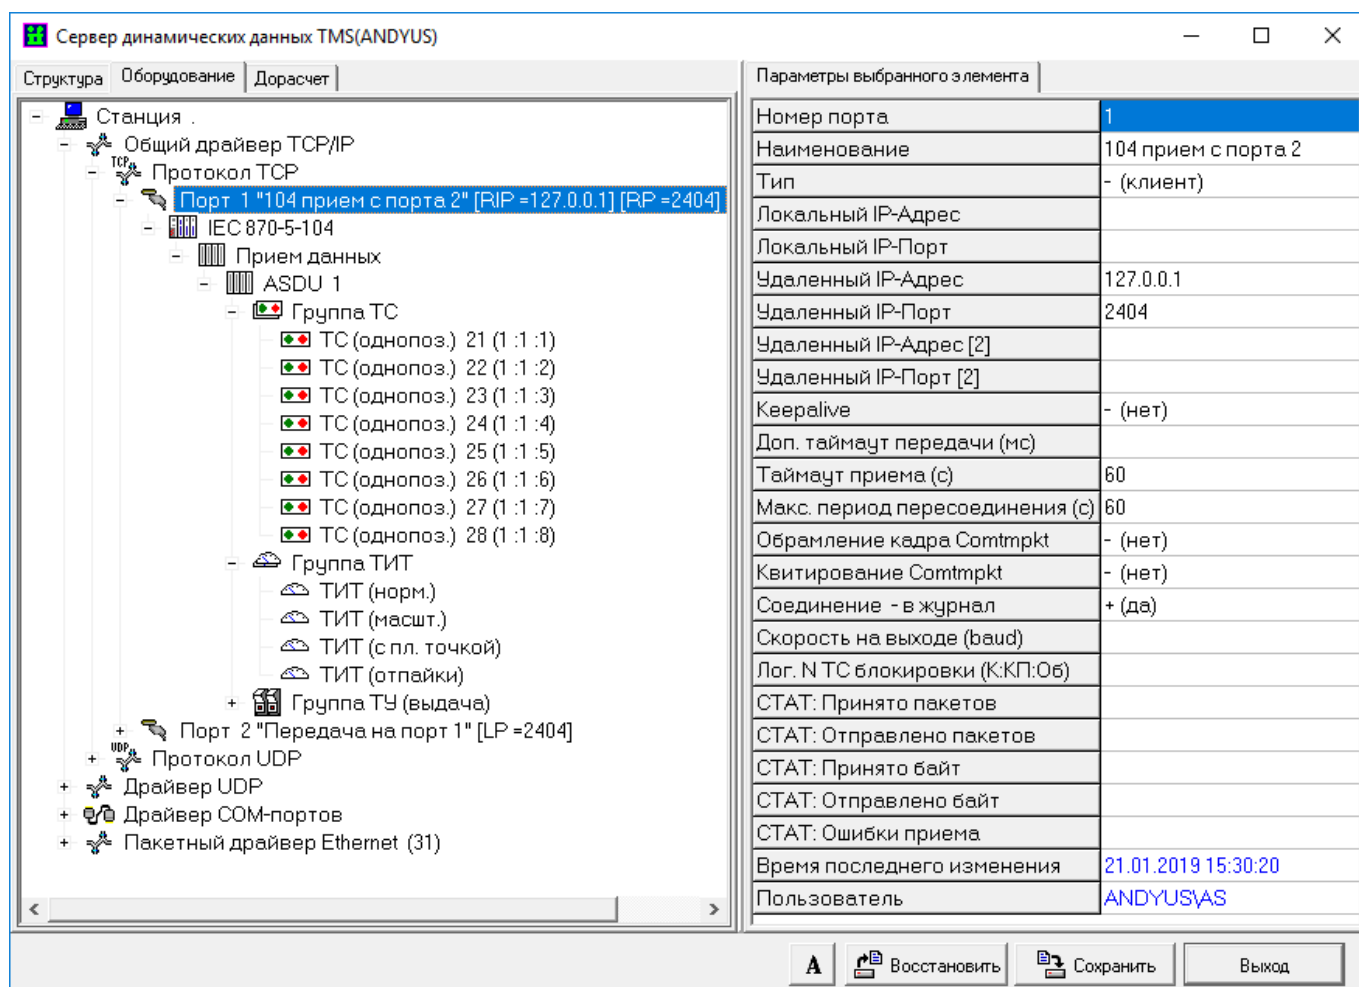 Сервер динамических данных TMS(ANDYUS)
Структура Оборудование Дорасчет
Станция .
Общий драйвер TCP/IP
TCP Протокол TCP
Порт 1 "104 прием с порта 2" [RIP =127.0.0.1] [RP =2404]
IEC 870-5-104
Прием данных
ASDU 1
Группа ТС
ТС (однопоз.) 21 (1 :1 :1)
ТС (однопоз.) 22 (1 :1 :2)
ТС (однопоз.) 23 (1 :1 :3)
ТС (однопоз.) 24 (1 :1 :4)
ТС (однопоз.) 25 (1 :1 :5)
ТС (однопоз.) 26 (1 :1 :6)
ТС (однопоз.) 27 (1 :1 :7)
ТС (однопоз.) 28 (1 :1 :8)
Группа ТИТ
ТИТ (норм.)
ТИТ (масшт.)
ТИТ (с пл. точкой)
ТИТ (отпайки)
Группа ТУ (выдача)
Порт 2 "Передача на порт 1" [LP =2404]
UDP Протокол UDP
Драйвер UDP
Драйвер COM-портов
Пакетный драйвер Ethernet (31)
Параметры выбранного элемента
Номер порта 1
Наименование 104 прием с порта 2
Тип - (клиент)
Локальный IP-Адрес
Локальный IP-Порт
Удаленный IP-Адрес 127.0.0.1
Удаленный IP-Порт 2404
Удаленный IP-Адрес [2]
Удаленный IP-Порт [2]
Keepalive - (нет)
Доп. таймаут передачи (мс)
Таймаут приема (с) 60
Макс. период пересоединения (с) 60
Обрамление кадра Comtmpkt - (нет)
Квитирование Comtmpkt - (нет)
Соединение - в журнал + (да)
Скорость на выходе (baud)
Лог. N ТС блокировки (К:КП:Об)
СТАТ: Принято пакетов
СТАТ: Отправлено пакетов
СТАТ: Принято байт
СТАТ: Отправлено байт
СТАТ: Ошибки приема
Время последнего изменения 21.01.2019 15:30:20
Пользователь ANDYUS\AS
A Восстановить Сохранить Выход